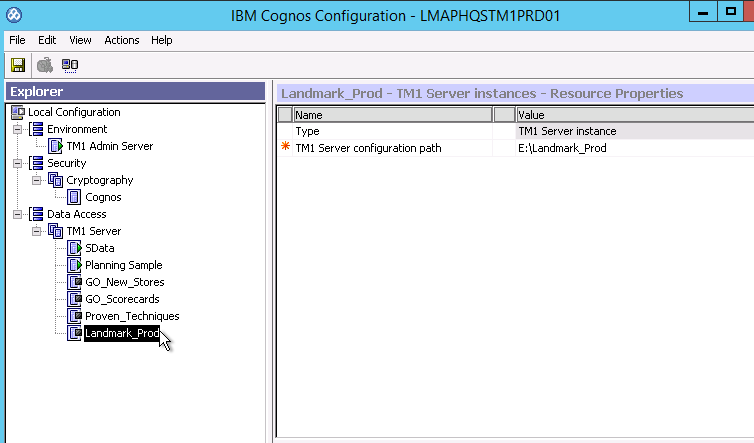 IBM Cognos Configuration - LMAPHQSTM1PRD01
File Edit View Actions Help
Explorer
Local Configuration
Environment
TM1 Admin Server
Security
Cryptography
Cognos
Data Access
TM1 Server
SData
Planning Sample
GO_New_Stores
GO_Scorecards
Proven_Techniques
Landmark_Prod
Landmark_Prod - TM1 Server instances - Resource Properties
Name Value
Type TM1 Server instance
* TM1 Server configuration path E:\Landmark_Prod